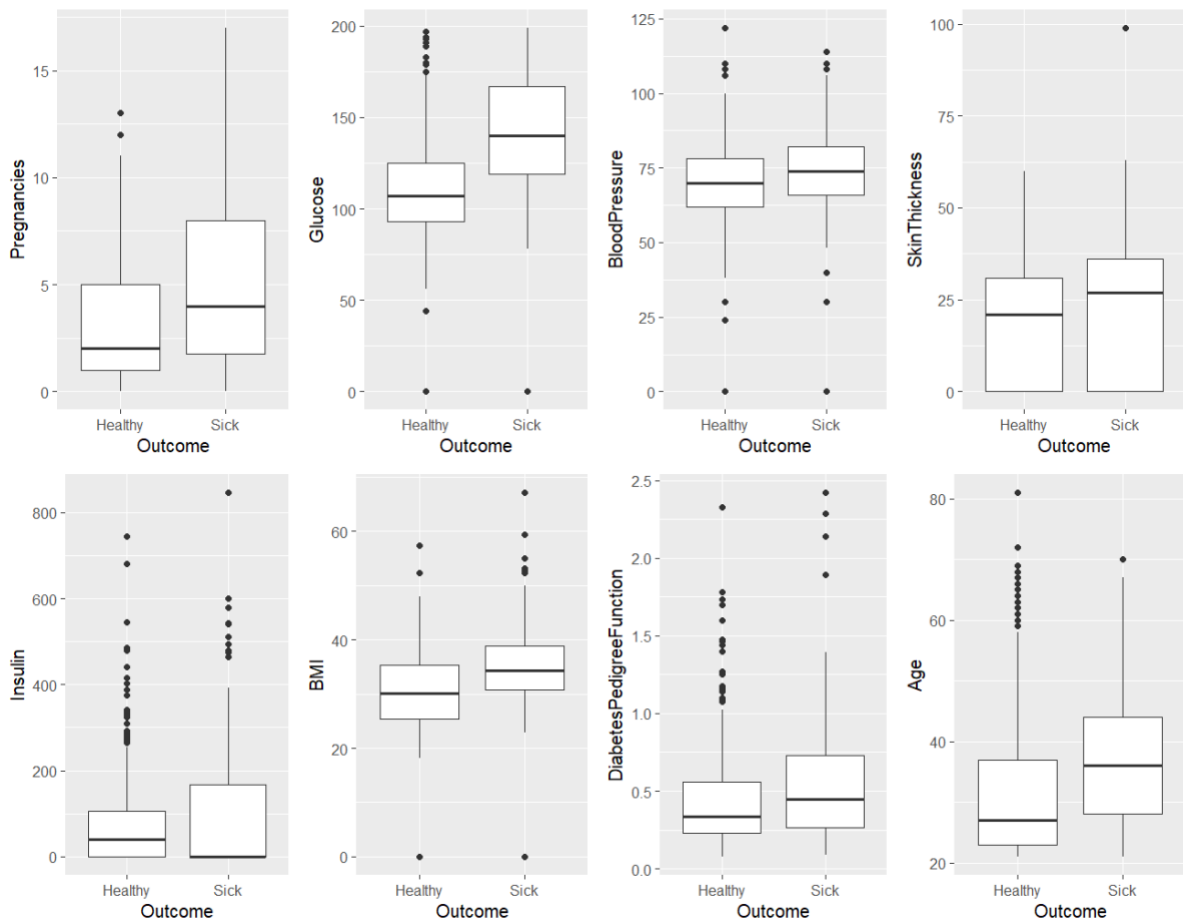 Pregnancies
15
10
5
0
Healthy Sick
Outcome
Glucose
200
150
100
50
0
Healthy Sick
Outcome
BloodPressure
125
100
75
50
25
0
Healthy Sick
Outcome
SkinThickness
100
75
50
25
0
Healthy Sick
Outcome
Insulin
800
600
400
200
0
Healthy Sick
Outcome
BMI
60
40
20
0
Healthy Sick
Outcome
DiabetesPedigreeFunction
2.5
2.0
1.5
1.0
0.5
0.0
Healthy Sick
Outcome
Age
80
60
40
20
Healthy Sick
Outcome